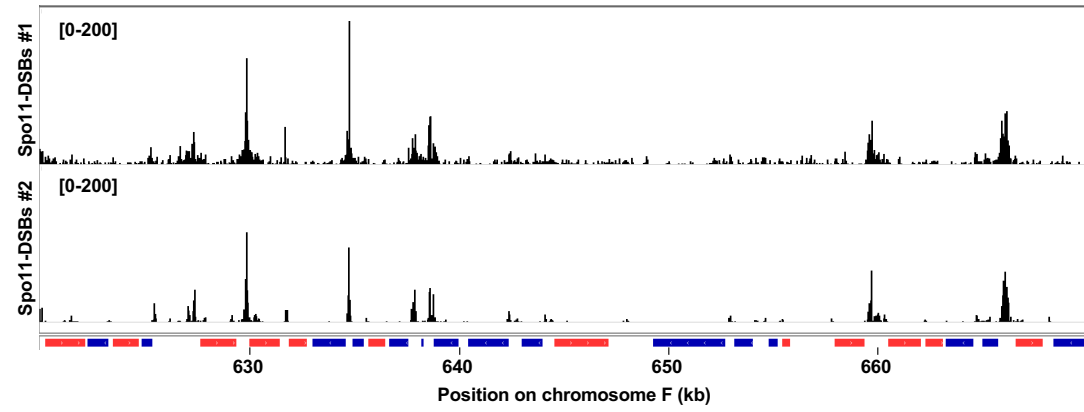 Spo11-DSBs #1
[0-200]
Spo11-DSBs #2
[0-200]
630 640 650 660
Position on chromosome F (kb)